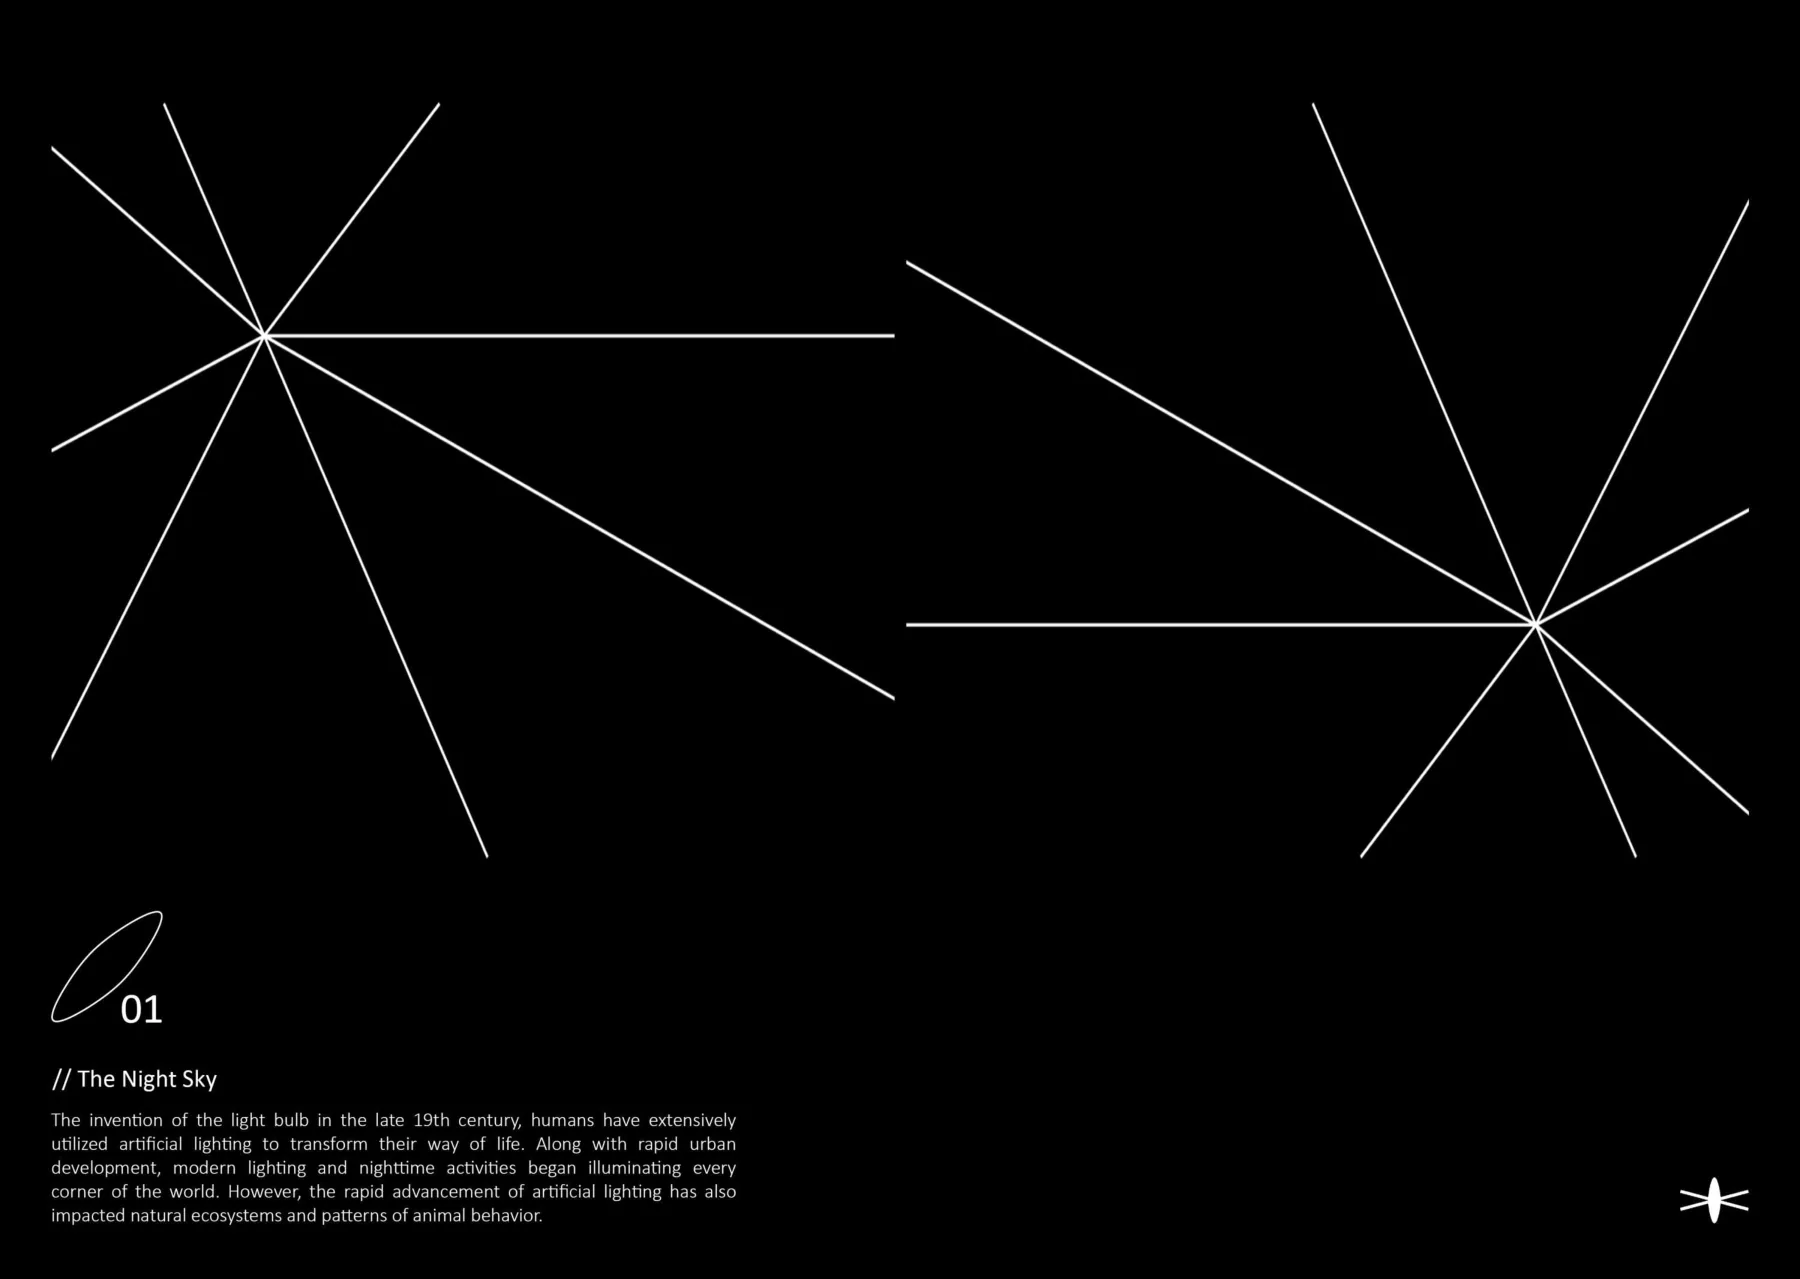 01
// The Night Sky
The invention of the light bulb in the late 19th century, humans have extensively
utilized artificial lighting to transform their way of life. Along with rapid urban
development, modern lighting and nighttime activities began illuminating every
corner of the world. However, the rapid advancement of artificial lighting has also
impacted natural ecosystems and patterns of animal behavior.